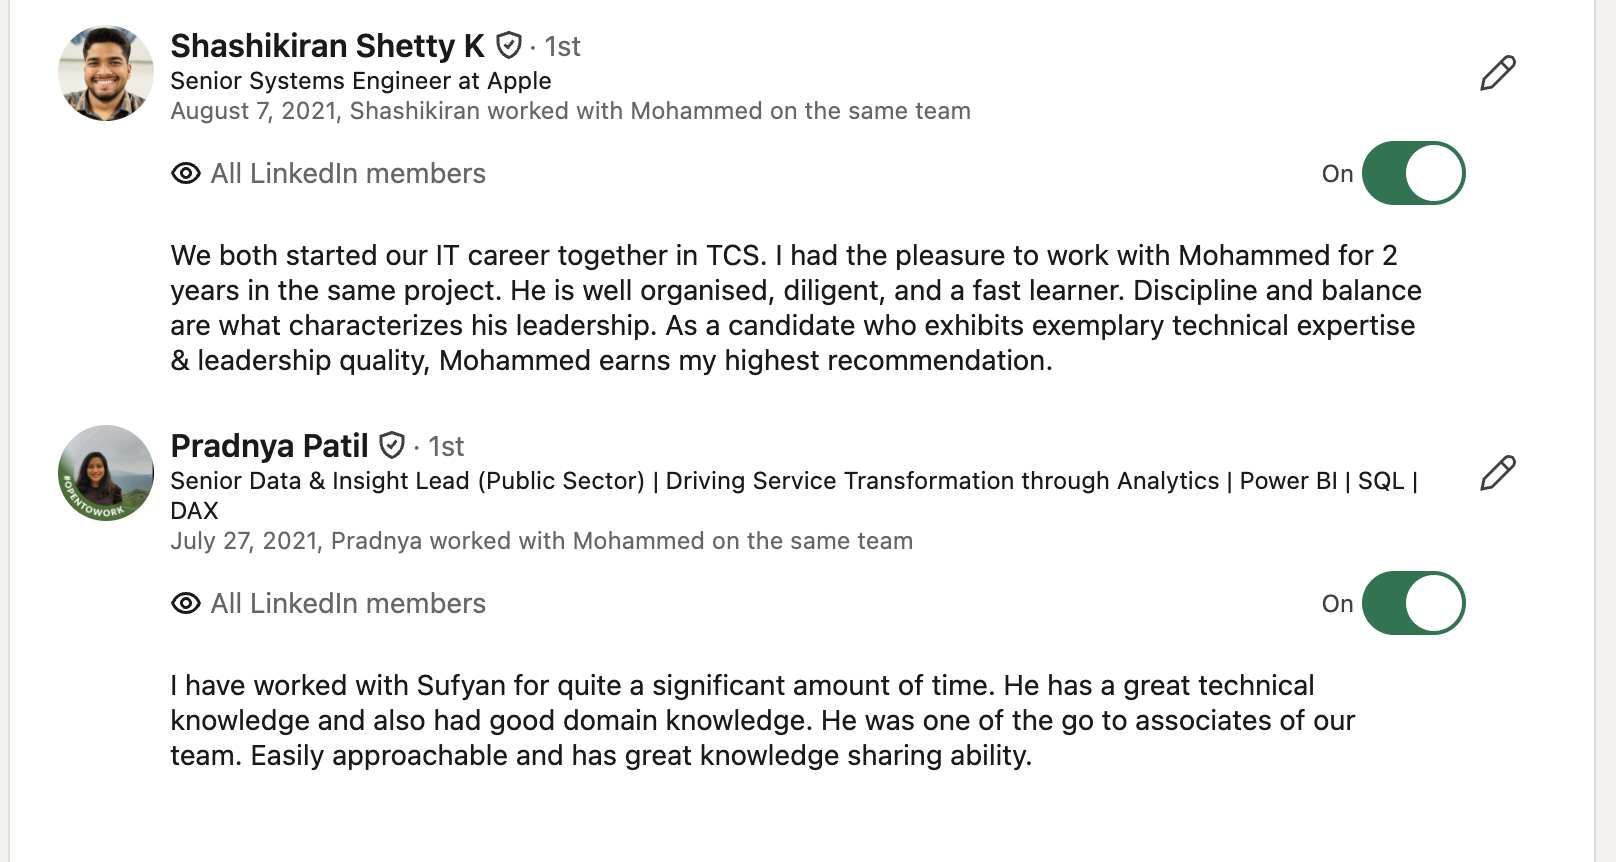 Shashikiran Shetty K · 1st
Senior Systems Engineer at Apple
August 7, 2021, Shashikiran worked with Mohammed on the same team
All LinkedIn members
On
We both started our IT career together in TCS. I had the pleasure to work with Mohammed for 2
years in the same project. He is well organised, diligent, and a fast learner. Discipline and balance
are what characterizes his leadership. As a candidate who exhibits exemplary technical expertise
& leadership quality, Mohammed earns my highest recommendation.
#OPENTOWORK
Pradnya Patil · 1st
Senior Data & Insight Lead (Public Sector) | Driving Service Transformation through Analytics | Power BI | SQL |
DAX
July 27, 2021, Pradnya worked with Mohammed on the same team
All LinkedIn members
On
I have worked with Sufyan for quite a significant amount of time. He has a great technical
knowledge and also had good domain knowledge. He was one of the go to associates of our
team. Easily approachable and has great knowledge sharing ability.